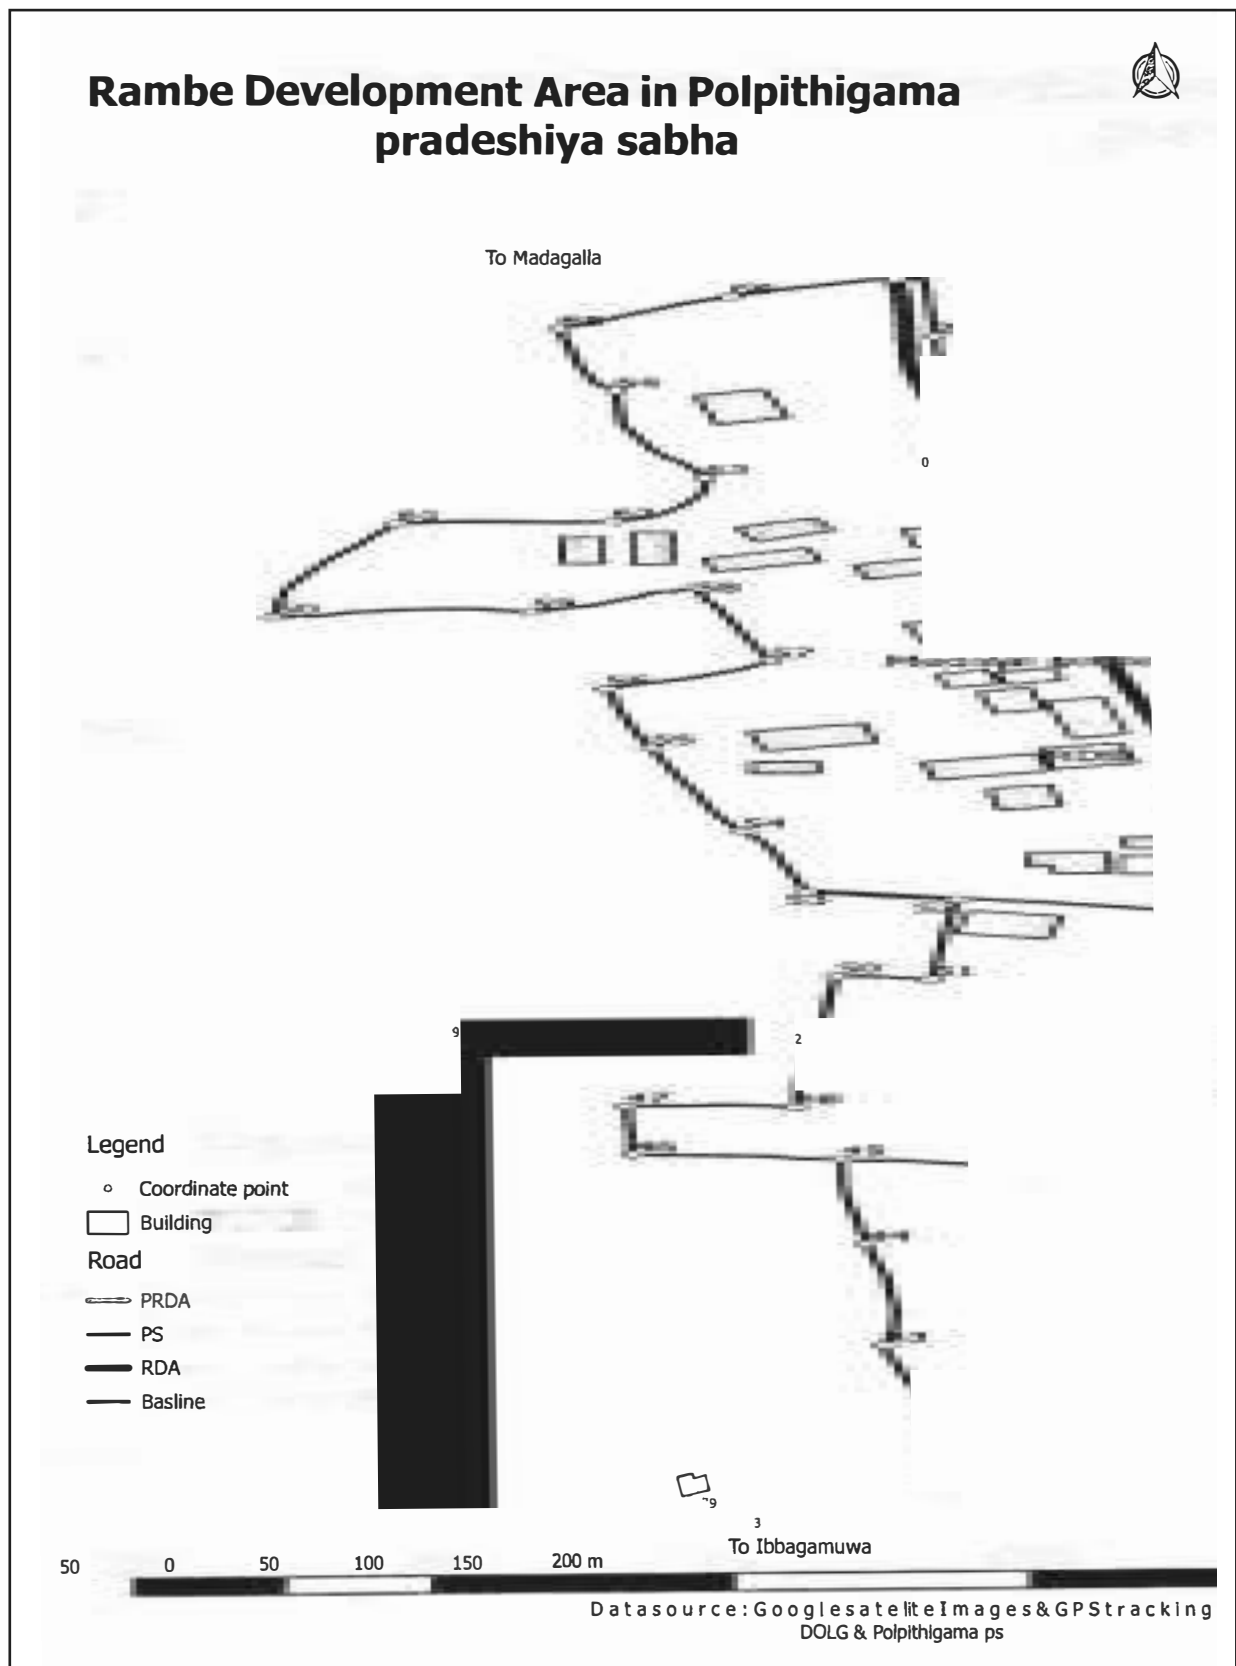 Rambe Development Area in Polpithigama
pradeshiya sabha
To Madagalla
0
9
2
Legend
Coordinate point
Building
Road
PRDA
PS
RDA
Basline
9
3
To Ibbagamuwa
50 0 50 100 150 200 m
Datasource:GooglesateliteImages&GPStracking
DOLG & Polpithigama ps